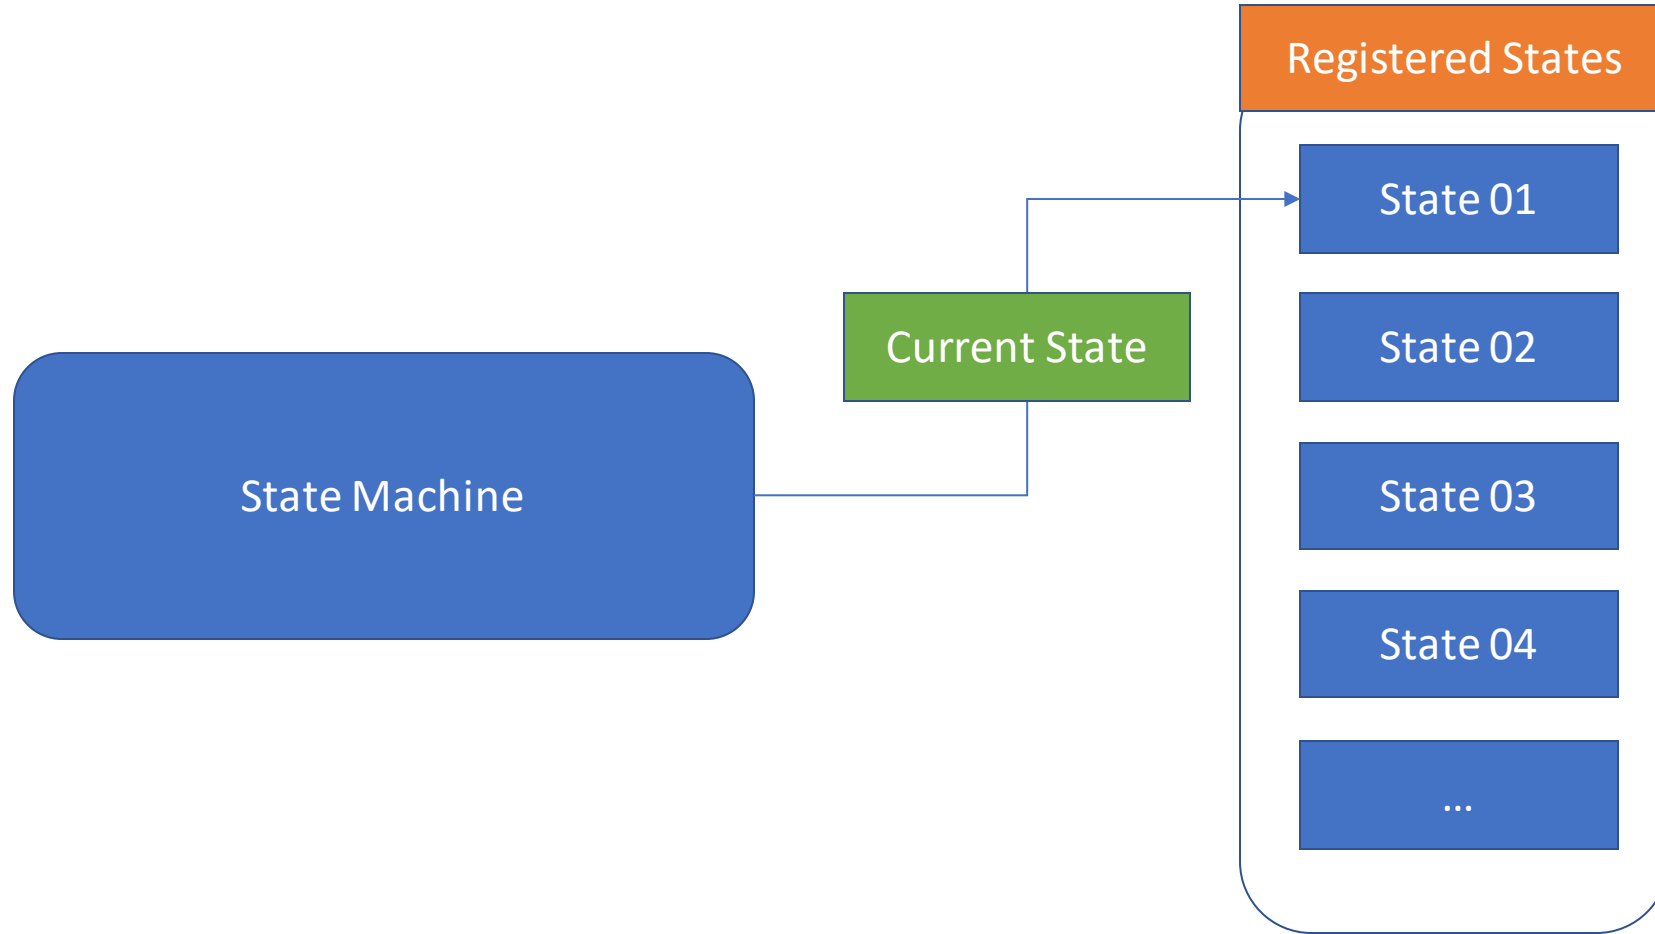 Registered States
State 01
Current State
State 02
State Machine
State 03
State 04
...